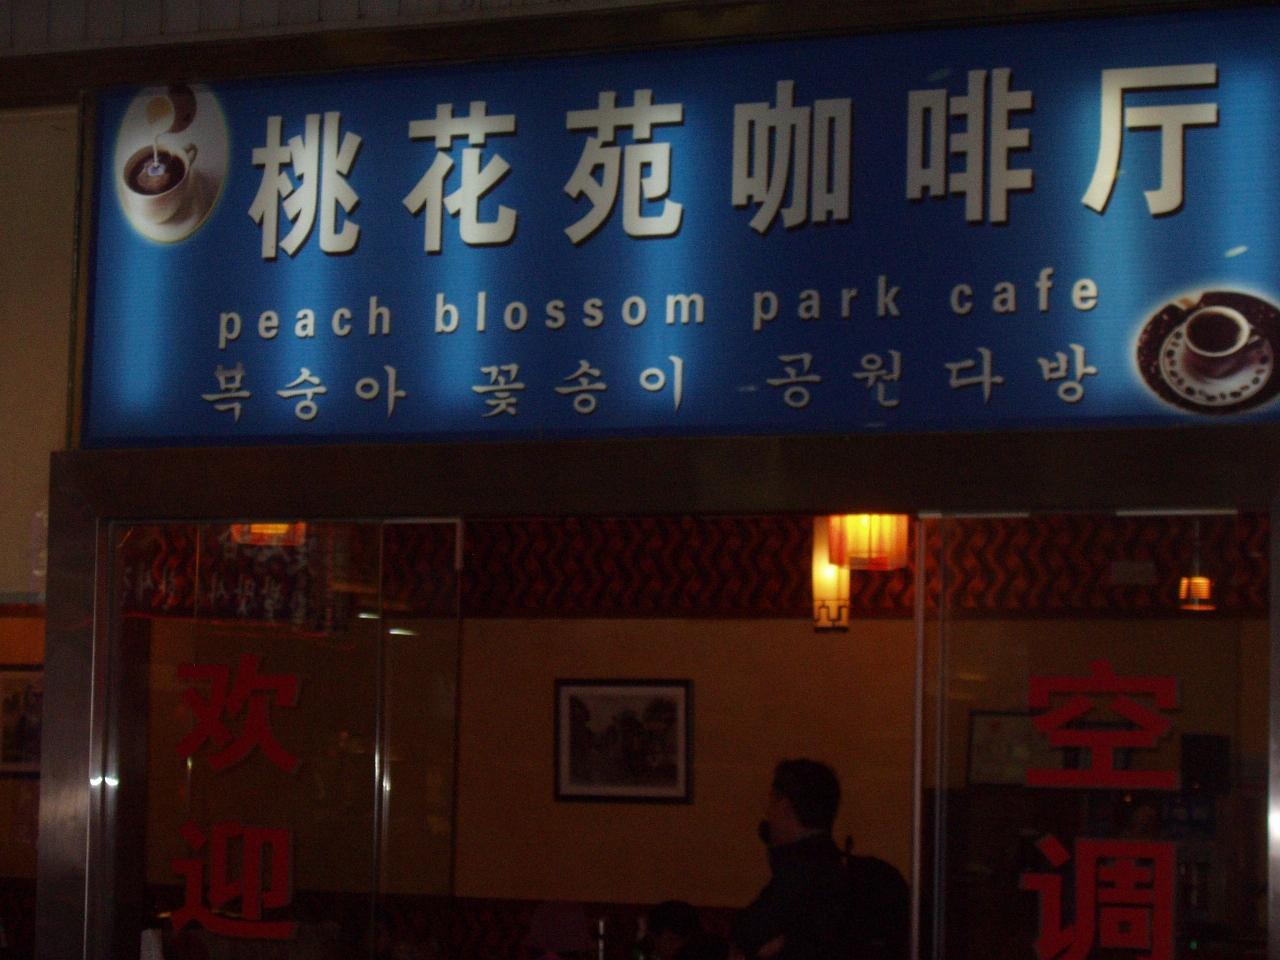 桃花苑咖啡厅
peach blossom park cafe
복숭아 꽃송이 공원다방
欢迎
空调